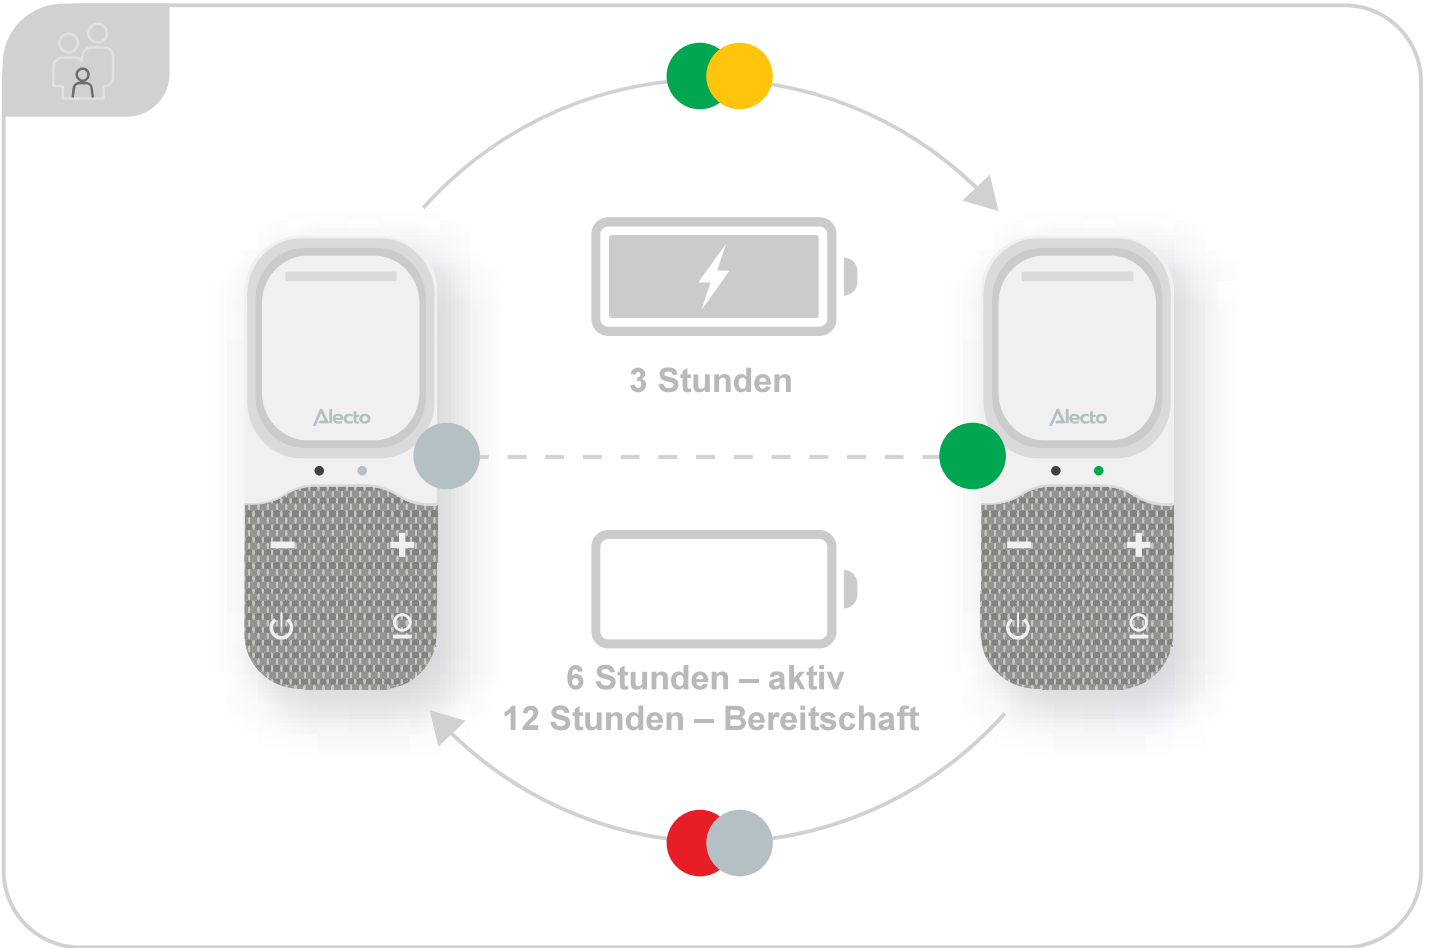 3 Stunden
Alecto
Alecto
6 Stunden – aktiv
12 Stunden – Bereitschaft